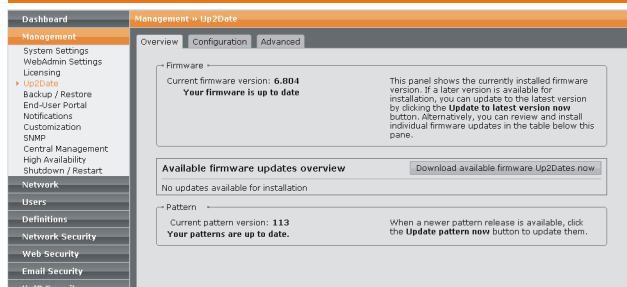 Dashboard
Management » Up2Date
Management
System Settings
WebAdmin Settings
Licensing
Up2Date
Backup / Restore
End-User Portal
Notifications
Customization
SNMP
Central Management
High Availability
Shutdown / Restart
Network
Users
Definitions
Network Security
Web Security
Email Security
Overview Configuration Advanced
Firmware
Current firmware version: 6.804
Your firmware is up to date
This panel shows the currently installed firmware
version. If a later version is available for
installation, you can update to the latest version
by clicking the Update to latest version now
button. Alternatively, you can review and install
individual firmware updates in the table below this
pane.
Available firmware updates overview
Download available firmware Up2Dates now
No updates available for installation
Pattern
Current pattern version: 113
Your patterns are up to date.
When a newer pattern release is available, click
the Update pattern now button to update them.